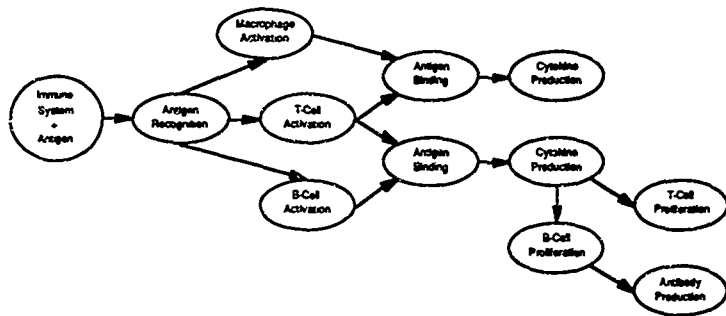 Macrophage
Activation
Antigen
Binding
Cytokine
Production
Immune
System
+
Antigen
Antigen
Recognition
T-Cell
Activation
Antigen
Binding
Cytokine
Production
B-Cell
Activation
T-Cell
Proliferation
B-Cell
Proliferation
Antibody
Production